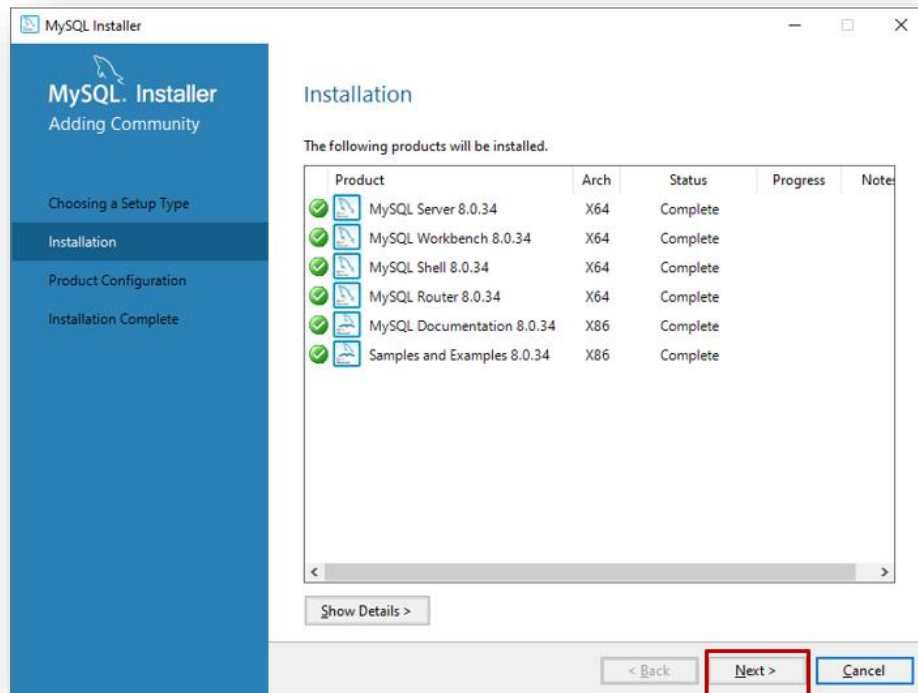 MySQL Installer
MySQL. Installer
Adding Community
Choosing a Setup Type
Installation
Product Configuration
Installation Complete
Installation
The following products will be installed.
Product Arch Status Progress Notes
MySQL Server 8.0.34 X64 Complete
MySQL Workbench 8.0.34 X64 Complete
MySQL Shell 8.0.34 X64 Complete
MySQL Router 8.0.34 X64 Complete
MySQL Documentation 8.0.34 X86 Complete
Samples and Examples 8.0.34 X86 Complete
Show Details >
< Back Next > Cancel